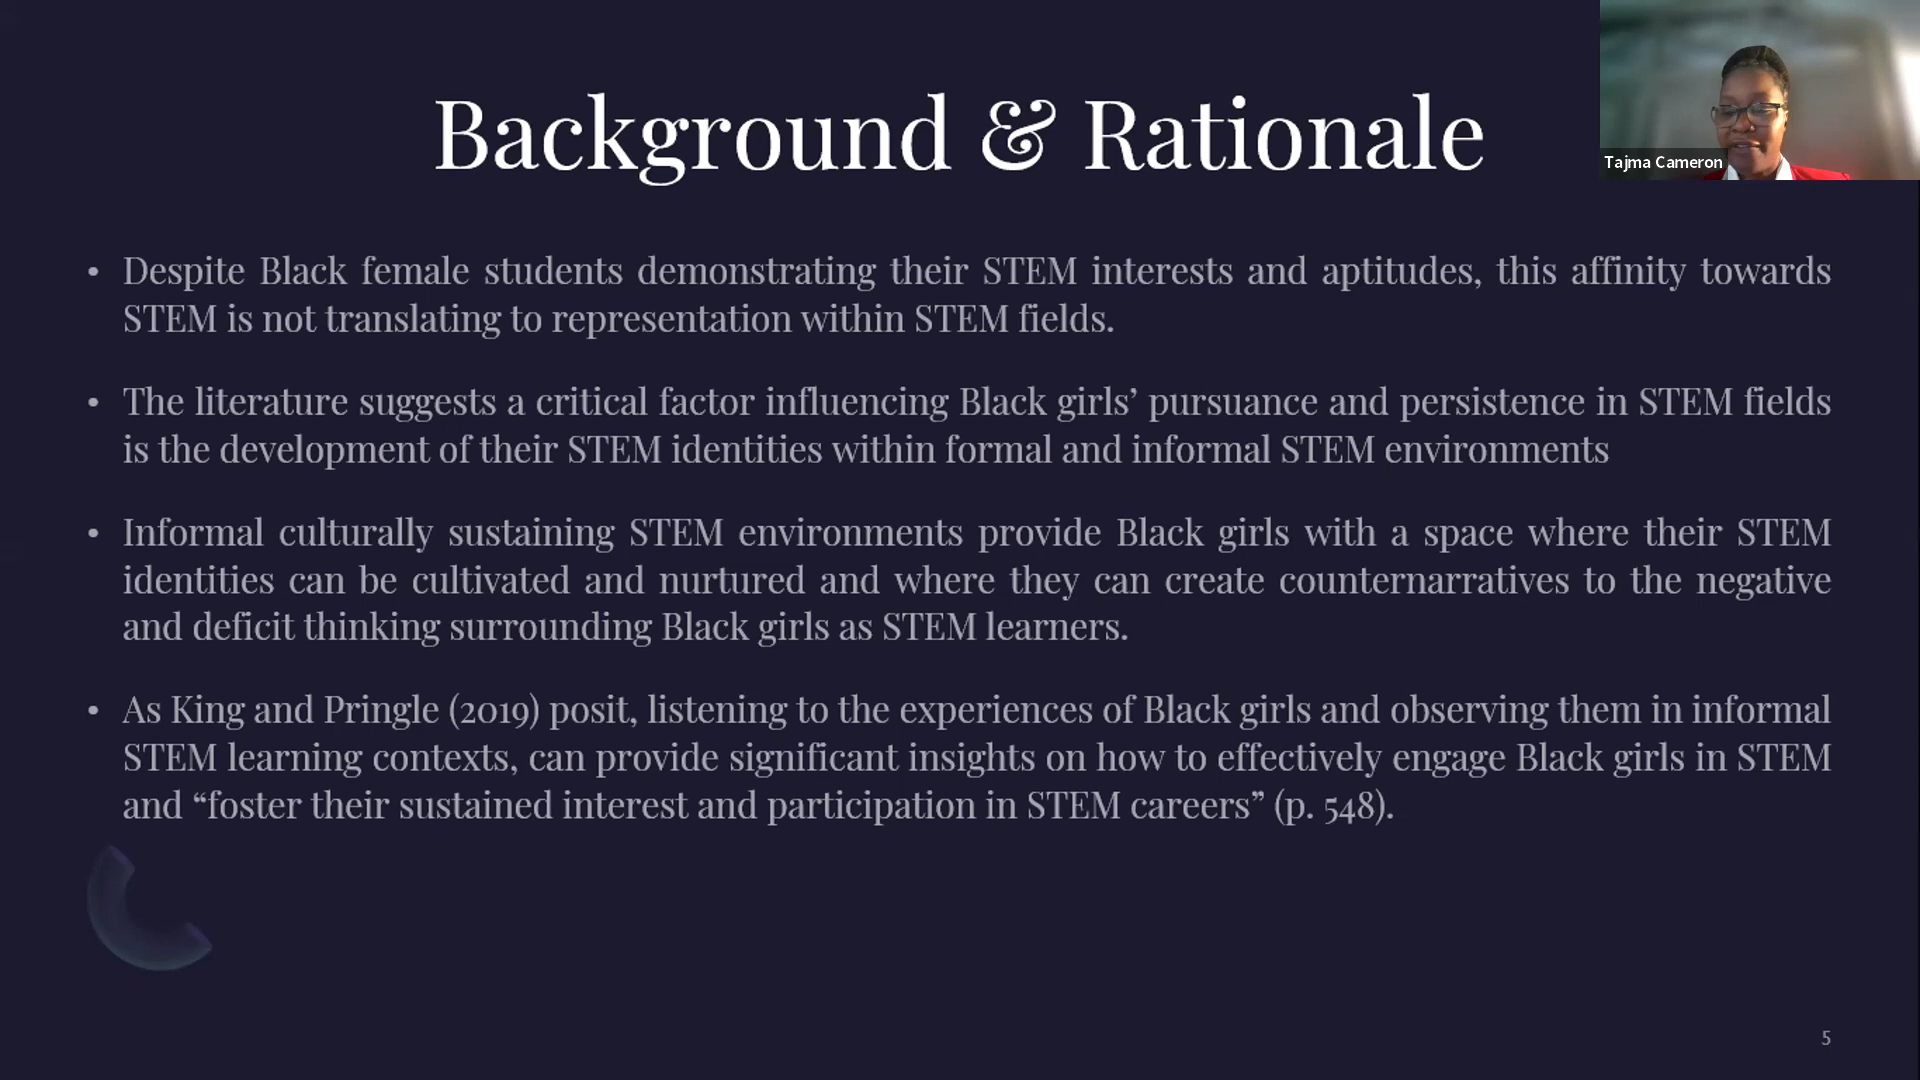 Background & Rationale
Tajma Cameron
• Despite Black female students demonstrating their STEM interests and aptitudes, this affinity towards
STEM is not translating to representation within STEM fields.
• The literature suggests a critical factor influencing Black girls’ pursuance and persistence in STEM fields
is the development of their STEM identities within formal and informal STEM environments
• Informal culturally sustaining STEM environments provide Black girls with a space where their STEM
identities can be cultivated and nurtured and where they can create counternarratives to the negative
and deficit thinking surrounding Black girls as STEM learners.
• As King and Pringle (2019) posit, listening to the experiences of Black girls and observing them in informal
STEM learning contexts, can provide significant insights on how to effectively engage Black girls in STEM
and “foster their sustained interest and participation in STEM careers” (p. 548).
5